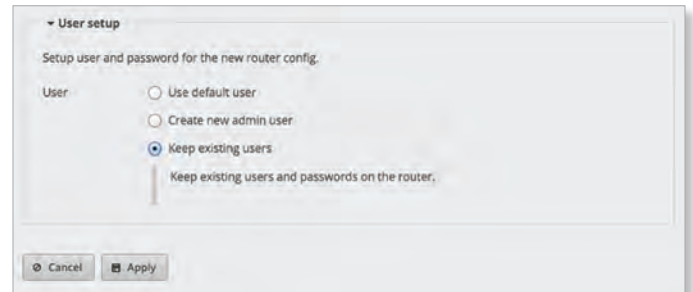 User setup
Setup user and password for the new router config.
User
Use default user
Create new admin user
Keep existing users
Keep existing users and passwords on the router.
Cancel
Apply